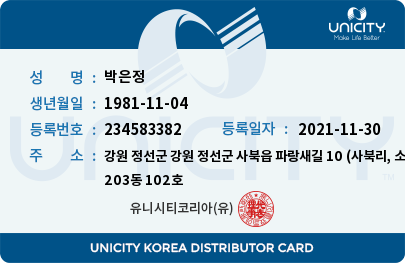 UNICITY
Make Life Better
성 명 : 박은정
생년월일 : 1981-11-04
등록번호 : 234583382 등록일자 : 2021-11-30
주 소 : 강원 정선군 강원 정선군 사북읍 파랑새길 10 (사북리, 소
203동 102호
UNICITY
유니시티코리아(유)
UNICITY KOREA DISTRIBUTOR CARD